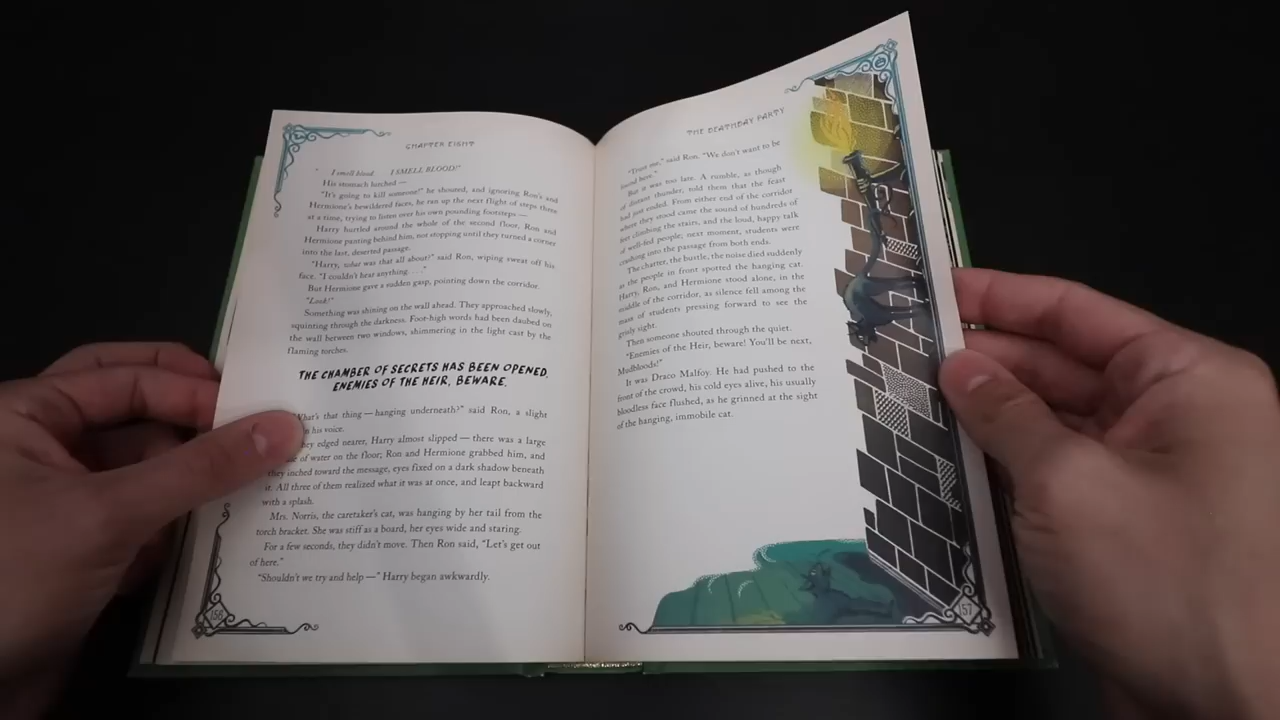 CHAPTER EIGHT
I smell blood. . . . I SMELL BLOOD!"
His stomach lurched —
"It's going to kill someone!" he shouted, and ignoring Ron's and
Hermione's bewildered faces, he ran up the next flight of steps three
at a time, trying to listen over his own pounding footsteps —
Harry hurtled around the whole of the second floor, Ron and
Hermione panting behind him, not stopping until they turned a corner
into the last, deserted passage.
"Harry, what was that all about?" said Ron, wiping sweat off his
face. "I couldn't hear anything. . . ."
But Hermione gave a sudden gasp, pointing down the corridor.
"Look!"
Something was shining on the wall ahead. They approached slowly,
squinting through the darkness. Foot-high words had been daubed on
the wall between two windows, shimmering in the light cast by the
flaming torches.
THE CHAMBER OF SECRETS HAS BEEN OPENED.
ENEMIES OF THE HEIR, BEWARE.
"What's that thing — hanging underneath?" said Ron, a slight
in his voice.
they edged nearer, Harry almost slipped — there was a large
of water on the floor; Ron and Hermione grabbed him, and
they inched toward the message, eyes fixed on a dark shadow beneath
it. All three of them realized what it was at once, and leapt backward
with a splash.
Mrs. Norris, the caretaker's cat, was hanging by her tail from the
torch bracket. She was stiff as a board, her eyes wide and staring.
For a few seconds, they didn't move. Then Ron said, "Let's get out
of here."
"Shouldn't we try and help —" Harry began awkwardly.
156
THE DEATHDAY PARTY
"Trust me," said Ron. "We don't want to be
found here."
But it was too late. A rumble, as though
of distant thunder, told them that the feast
had just ended. From either end of the corridor
where they stood came the sound of hundreds of
feet climbing the stairs, and the loud, happy talk
of well-fed people; next moment, students were
crashing into the passage from both ends.
The chatter, the bustle, the noise died suddenly
as the people in front spotted the hanging cat.
Harry, Ron, and Hermione stood alone, in the
middle of the corridor, as silence fell among the
mass of students pressing forward to see the
grisly sight.
Then someone shouted through the quiet.
"Enemies of the Heir, beware! You'll be next,
Mudbloods!"
It was Draco Malfoy. He had pushed to the
front of the crowd, his cold eyes alive, his usually
bloodless face flushed, as he grinned at the sight
of the hanging, immobile cat.
157